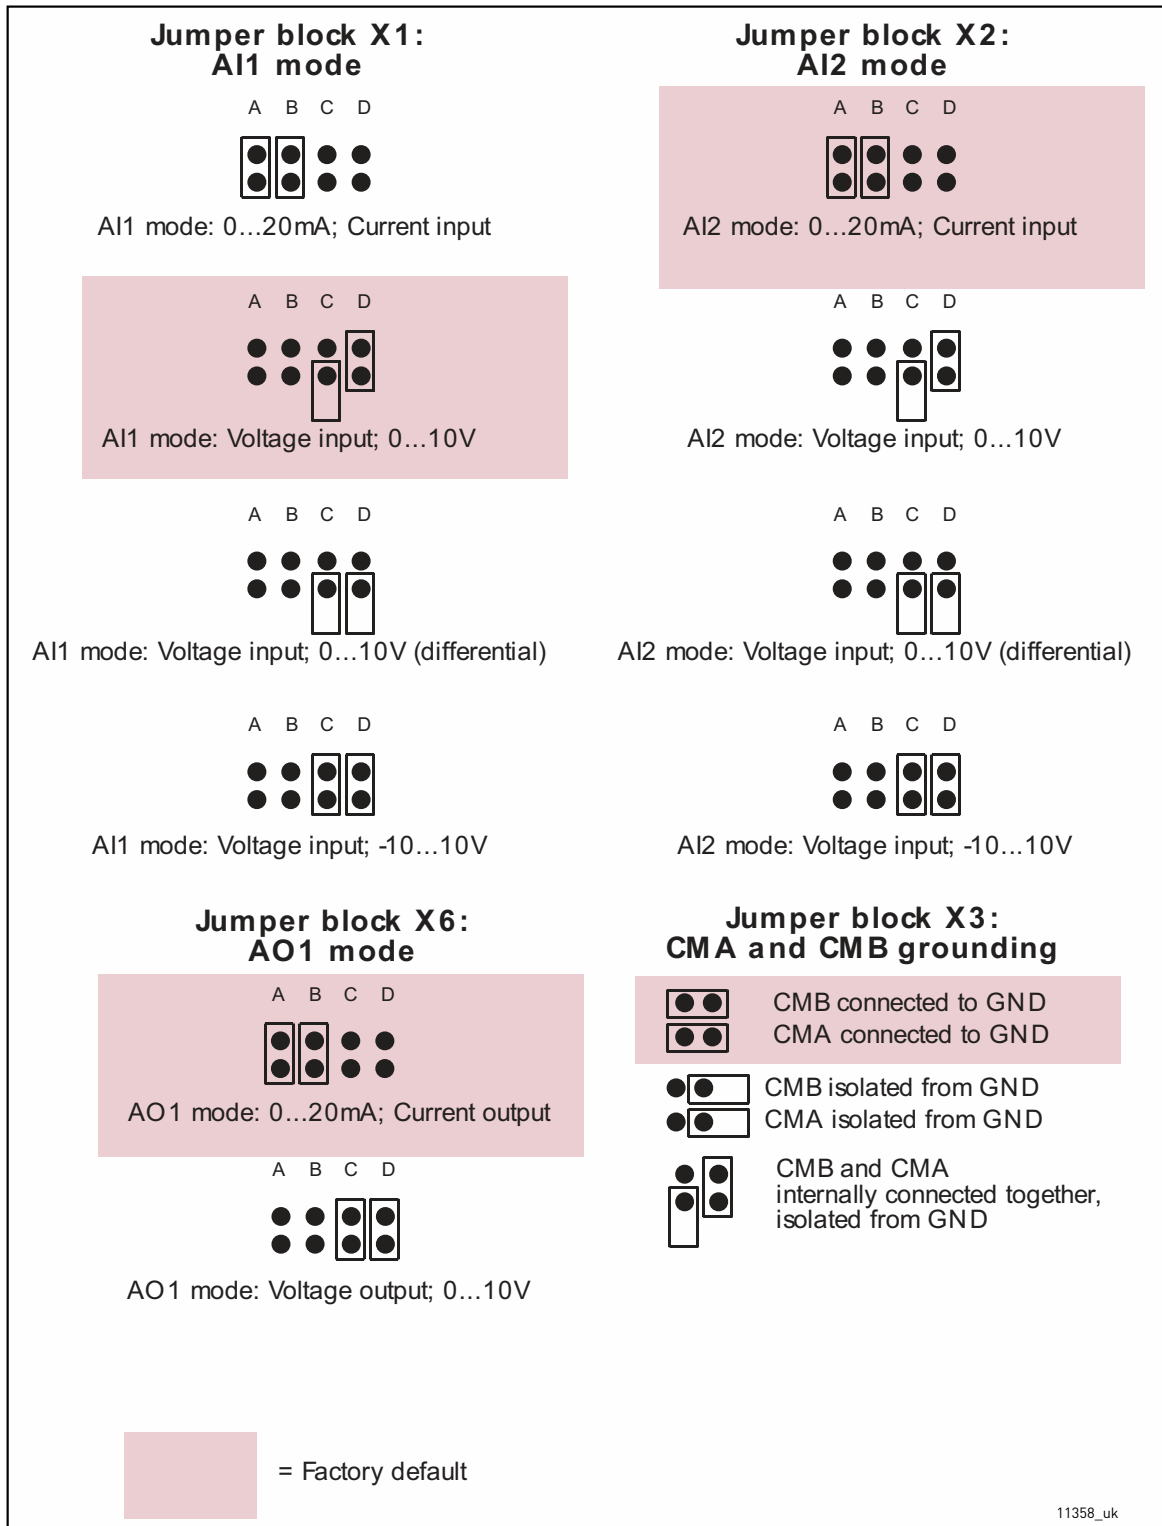 Jumper block X1:
AI1 mode
A B C D
AI1 mode: 0...20mA; Current input
A B C D
AI1 mode: Voltage input; 0...10V
A B C D
AI1 mode: Voltage input; 0...10V (differential)
A B C D
AI1 mode: Voltage input; -10...10V
Jumper block X2:
AI2 mode
A B C D
AI2 mode: 0...20mA; Current input
A B C D
AI2 mode: Voltage input; 0...10V
A B C D
AI2 mode: Voltage input; 0...10V (differential)
A B C D
AI2 mode: Voltage input; -10...10V
Jumper block X6:
AO1 mode
A B C D
AO1 mode: 0...20mA; Current output
A B C D
AO1 mode: Voltage output; 0...10V
Jumper block X3:
CMA and CMB grounding
CMB connected to GND
CMA connected to GND
CMB isolated from GND
CMA isolated from GND
CMB and CMA
internally connected together,
isolated from GND
= Factory default
11358_uk